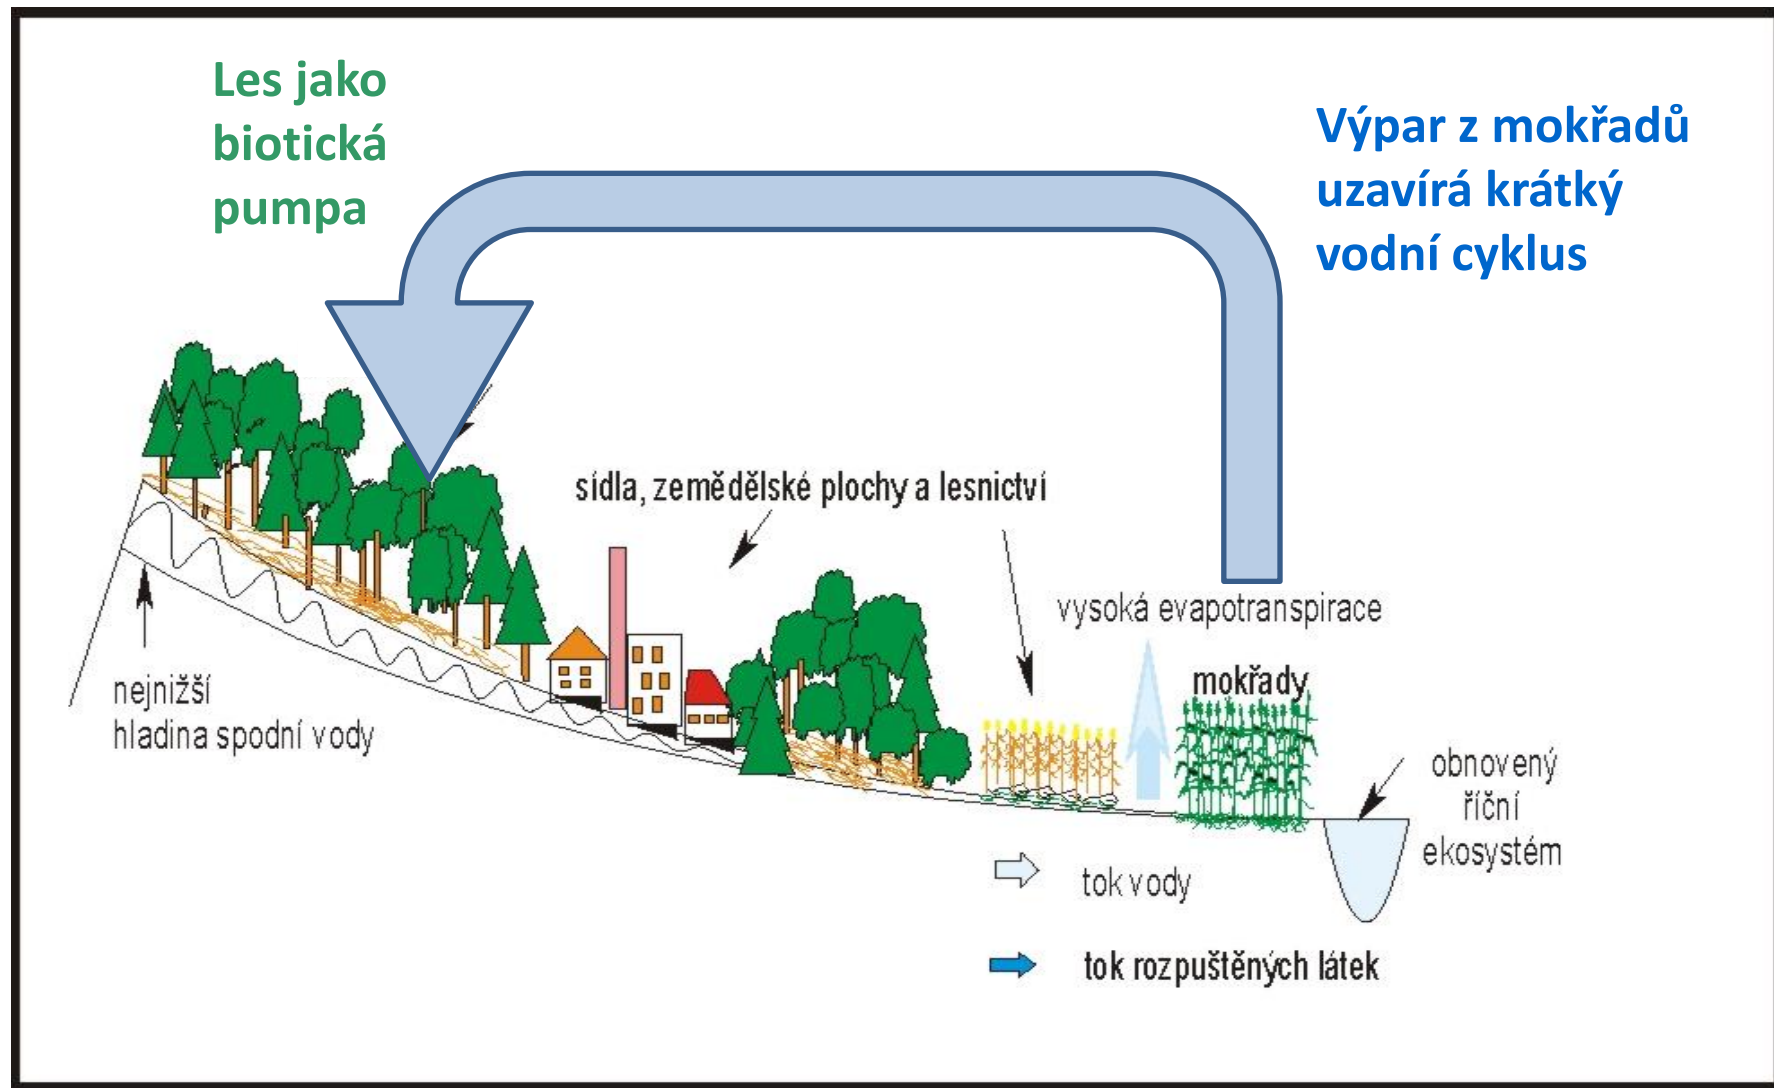 Les jako
biotická
pumpa
Výpar z mokřadů
uzavírá krátký
vodní cyklus
sídla, zemědělské plochy a lesnictví
vysoká evapotranspirace
mokřady
nejnižší
hladina spodní vody
obnovený
říční
ekosystém
tok vody
tok rozpuštěných látek